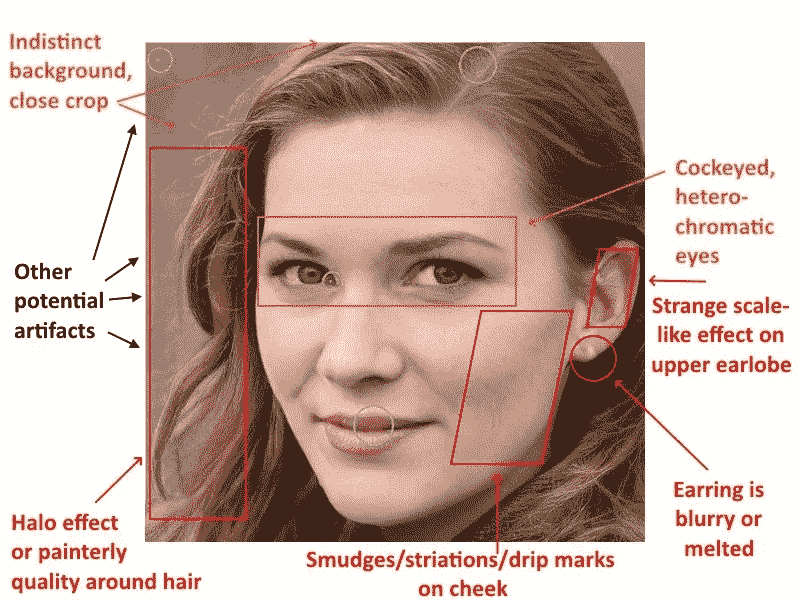 Indistinct
background,
close crop
Cockeyed,
hetero-
chromatic
eyes
Other
potential
artifacts
Strange scale-
like effect on
upper earlobe
Earring is
blurry or
melted
Halo effect
or painterly
quality around hair
Smudges/striations/drip marks
on cheek